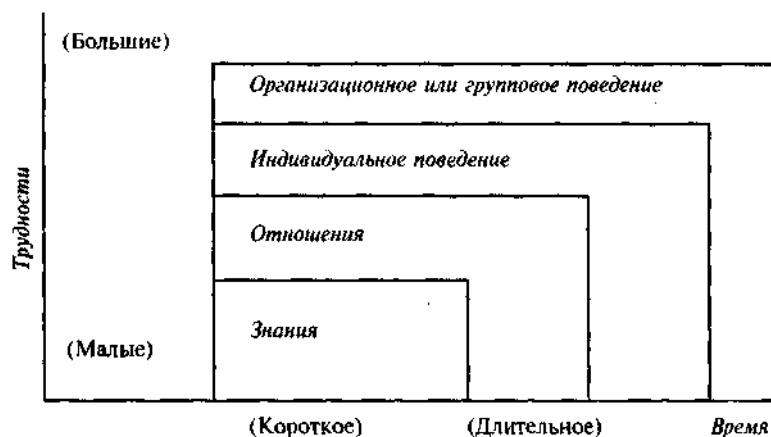 (Большие)
Организационное или групповое поведение
Индивидуальное поведение
Трудности
Отношения
Знания
(Малые)
(Короткое)
(Длительное)
Время